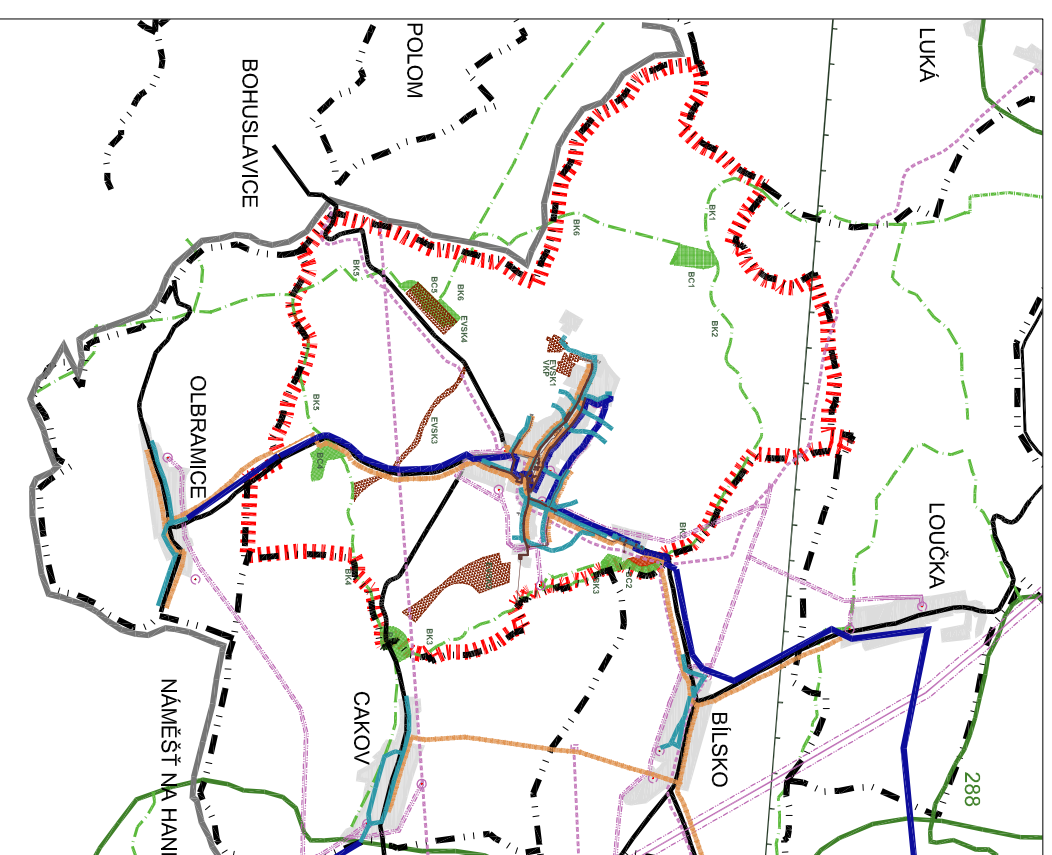 LUKÁ
POLOM
BOHUSLAVICE
BK1
BK6
BC1
BK5
BC5
BK6
EVSK4
BK2
EVSK1
VKP
OLBRAMICE
BK5
EVSK3
BC4
LOUČKA
BK4
BK3
BC2
BK3
CAKOV
BÍLSKO
NÁMĚŠŤ NA HANI
288